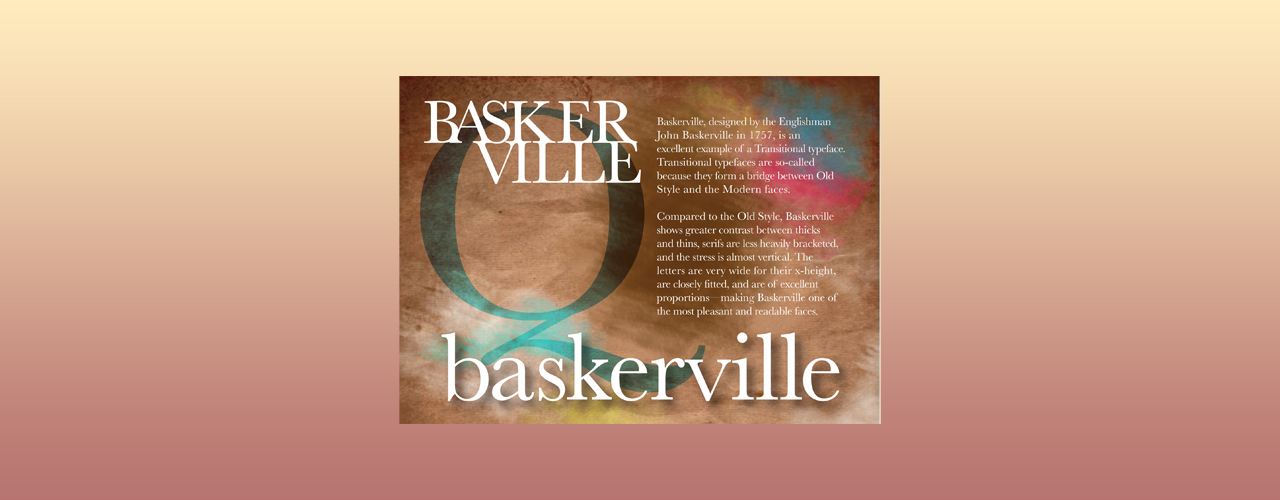 BASKER
VILLE
Q
Baskerville, designed by the Englishman
John Baskerville in 1757, is an
excellent example of a Transitional typeface.
Transitional typefaces are so-called
because they form a bridge between Old
Style and the Modern faces.
Compared to the Old Style, Baskerville
shows greater contrast between thicks
and thins, serifs are less heavily bracketed,
and the stress is almost vertical. The
letters are very wide for their x-height,
are closely fitted, and are of excellent
proportions—making Baskerville one of
the most pleasant and readable faces.
baskerville